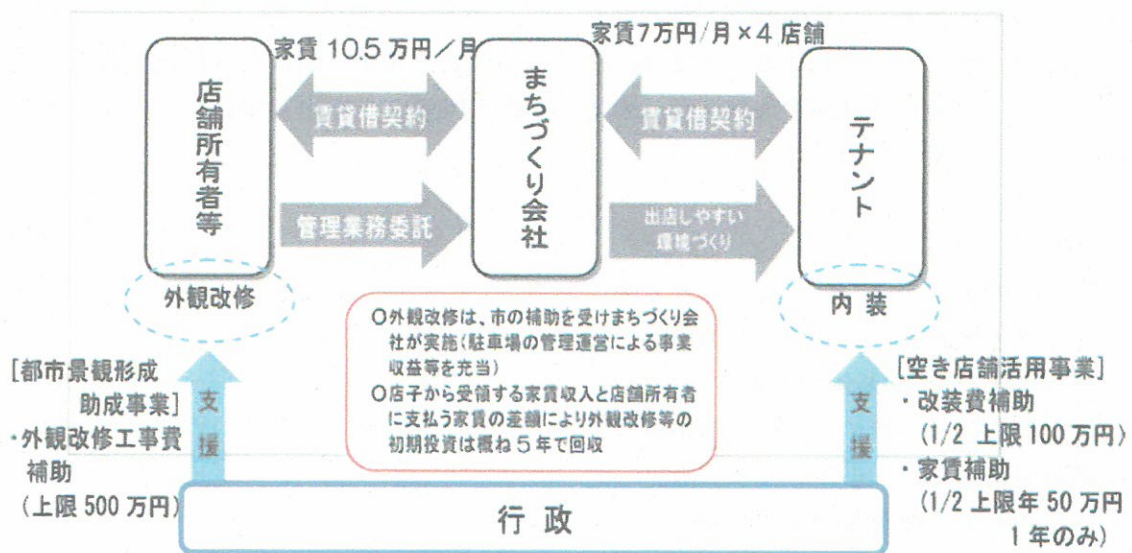 家賃 10.5 万円／月
家賃7万円/月×4 店舗
店舗所有者等
賃貸借契約
まちづくり会社
賃貸借契約
テナント
管理業務委託
出店しやすい
環境づくり
外観改修
内 装
○外観改修は、市の補助を受けまちづくり会
社が実施(駐車場の管理運営による事業
収益等を充当)
○店子から受領する家賃収入と店舗所有者
に支払う家賃の差額により外観改修等の
初期投資は概ね５年で回収
[都市景観形成
助成事業]
・外観改修工事費
補助
(上限 500 万円)
支援
[空き店舗活用事業]
・改装費補助
(1/2 上限 100 万円)
・家賃補助
(1/2 上限年 50 万円
1 年のみ)
支援
行 政